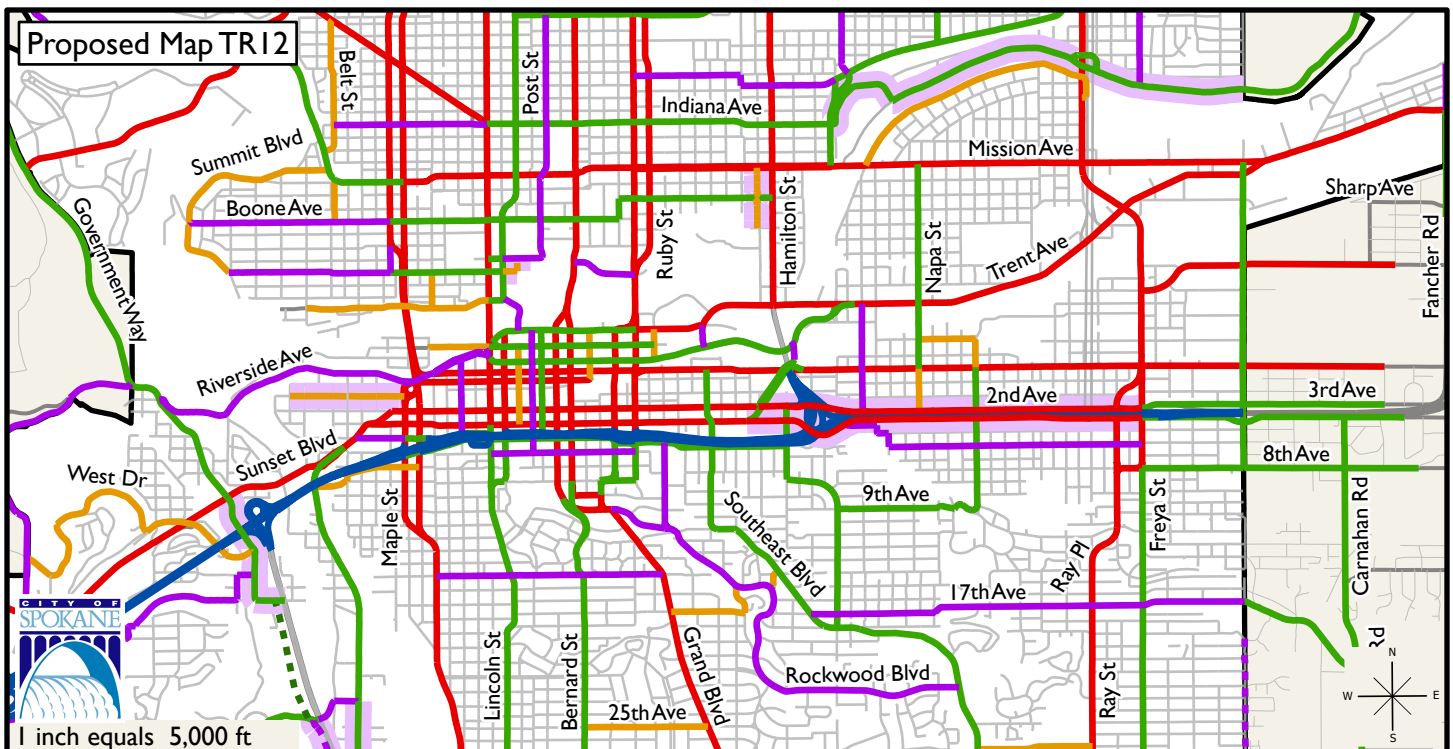 Proposed Map TR12
Belt St
Post St
Indiana Ave
Summit Blvd
Mission Ave
Boone Ave
Sharp Ave
Government Way
Ruby St
Hamilton St
Napa St
Trent Ave
Fancher Rd
Riverside Ave
2nd Ave
3rd Ave
Sunset Blvd
8th Ave
West Dr
Maple St
9th Ave
Freya St
Carnahan Rd
Southeast Blvd
Ray Pl
17th Ave
CITY OF
SPOKANE
Lincoln St
Bernard St
Grand Blvd
Rockwood Blvd
Ray St
Rd
25th Ave
N
W
E
S
1 inch equals 5,000 ft